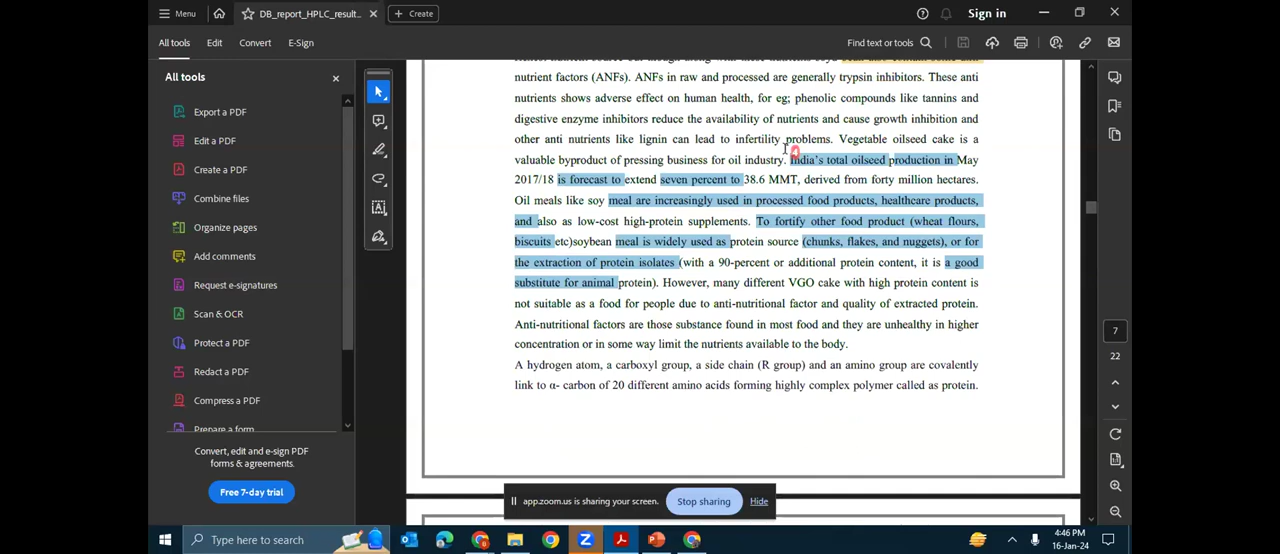 Menu
DB_report_HPLC_result...
Create
Sign in
All tools
Edit
Convert
E-Sign
Find text or tools
All tools
Export a PDF
Edit a PDF
Create a PDF
Combine files
Organize pages
Add comments
Request e-signatures
Scan & OCR
Protect a PDF
Redact a PDF
Compress a PDF
Prepare a form
Convert, edit and e-sign PDF
forms & agreements.
Free 7-day trial
nutrient factors (ANFs). ANFs in raw and processed are generally trypsin inhibitors. These anti
nutrients shows adverse effect on human health, for eg; phenolic compounds like tannins and
digestive enzyme inhibitors reduce the availability of nutrients and cause growth inhibition and
other anti nutrients like lignin can lead to infertility problems. Vegetable oilseed cake is a
valuable byproduct of pressing business for oil industry. India's total oilseed production in May
2017/18 is forecast to extend seven percent to 38.6 MMT, derived from forty million hectares.
Oil meals like soy meal are increasingly used in processed food products, healthcare products,
and also as low-cost high-protein supplements. To fortify other food product (wheat flours,
biscuits etc)soybean meal is widely used as protein source (chunks, flakes, and nuggets), or for
the extraction of protein isolates (with a 90-percent or additional protein content, it is a good
substitute for animal protein). However, many different VGO cake with high protein content is
not suitable as a food for people due to anti-nutritional factor and quality of extracted protein.
Anti-nutritional factors are those substance found in most food and they are unhealthy in higher
concentration or in some way limit the nutrients available to the body.
A hydrogen atom, a carboxyl group, a side chain (R group) and an amino group are covalently
link to α- carbon of 20 different amino acids forming highly complex polymer called as protein.
4
7
22
app.zoom.us is sharing your screen.
Stop sharing
Hide
Type here to search
4:46 PM
16-Jan-24